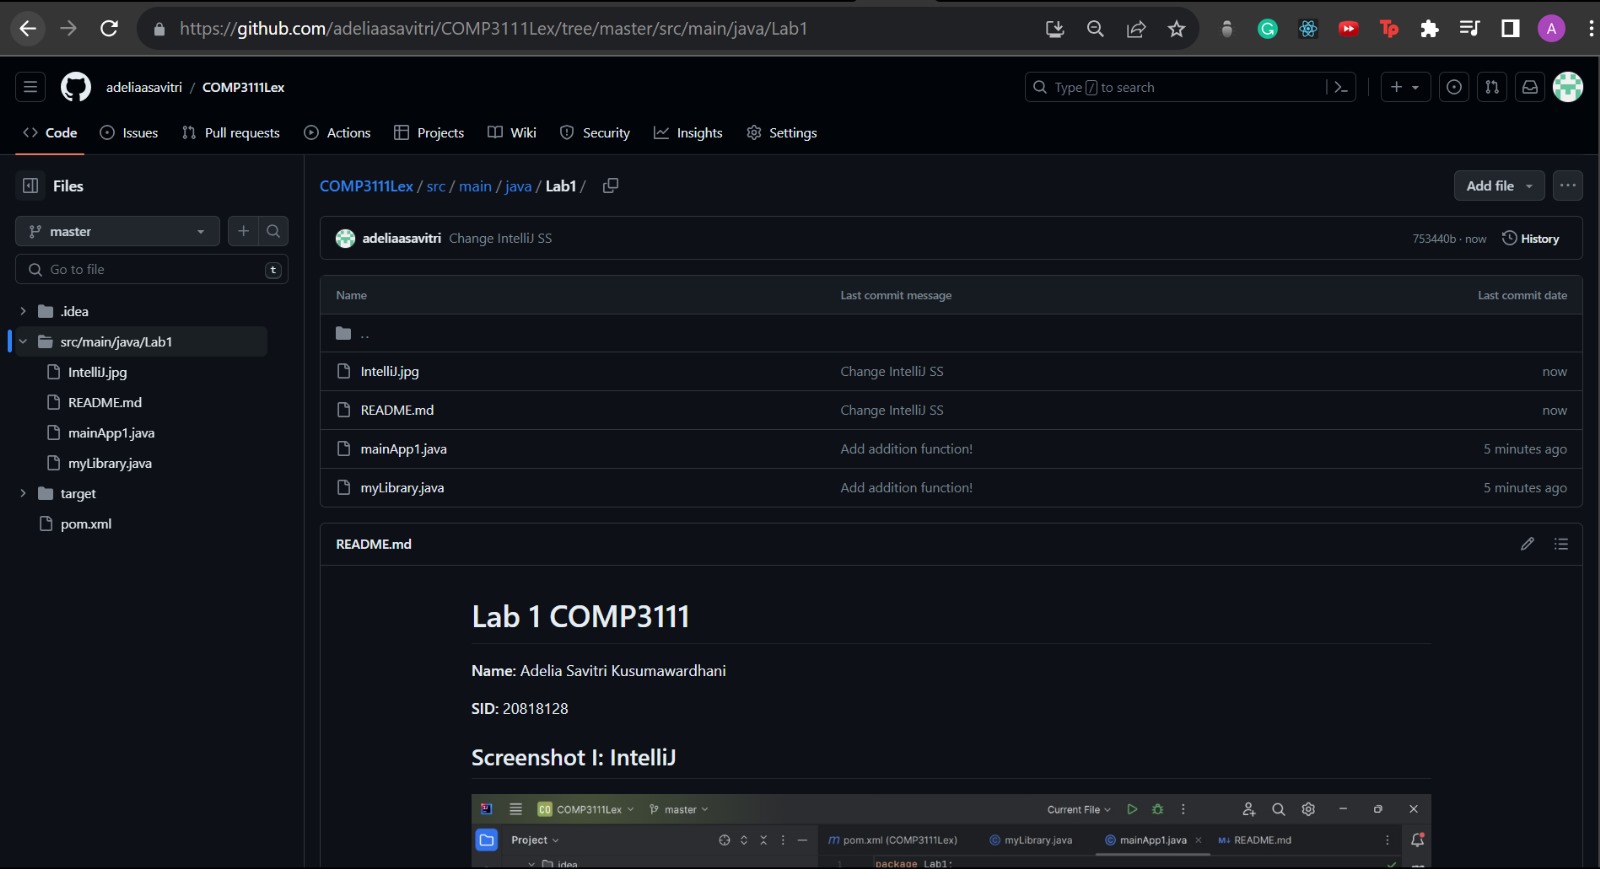 https://github.com/adeliaasavitri/COMP3111Lex/tree/master/src/main/java/Lab1
A
adeliaasavitri / COMP3111Lex
Type / to search
Code Issues Pull requests Actions Projects Wiki Security Insights Settings
Files
COMP3111Lex / src / main / java / Lab1 /
Add file
master
adeliaasavitri Change IntelliJ SS
753440b · now
History
Go to file
t
Name Last commit message Last commit date
.idea
src/main/java/Lab1
IntelliJ.jpg
README.md
mainApp1.java
myLibrary.java
target
pom.xml
..
IntelliJ.jpg Change IntelliJ SS now
README.md Change IntelliJ SS now
mainApp1.java Add addition function! 5 minutes ago
myLibrary.java Add addition function! 5 minutes ago
README.md
Lab 1 COMP3111
Name: Adelia Savitri Kusumawardhani
SID: 20818128
Screenshot I: IntelliJ
CO COMP3111Lex master Current File
Project
pom.xml (COMP3111Lex) myLibrary.java mainApp1.java README.md
idea
1 package Lab1;